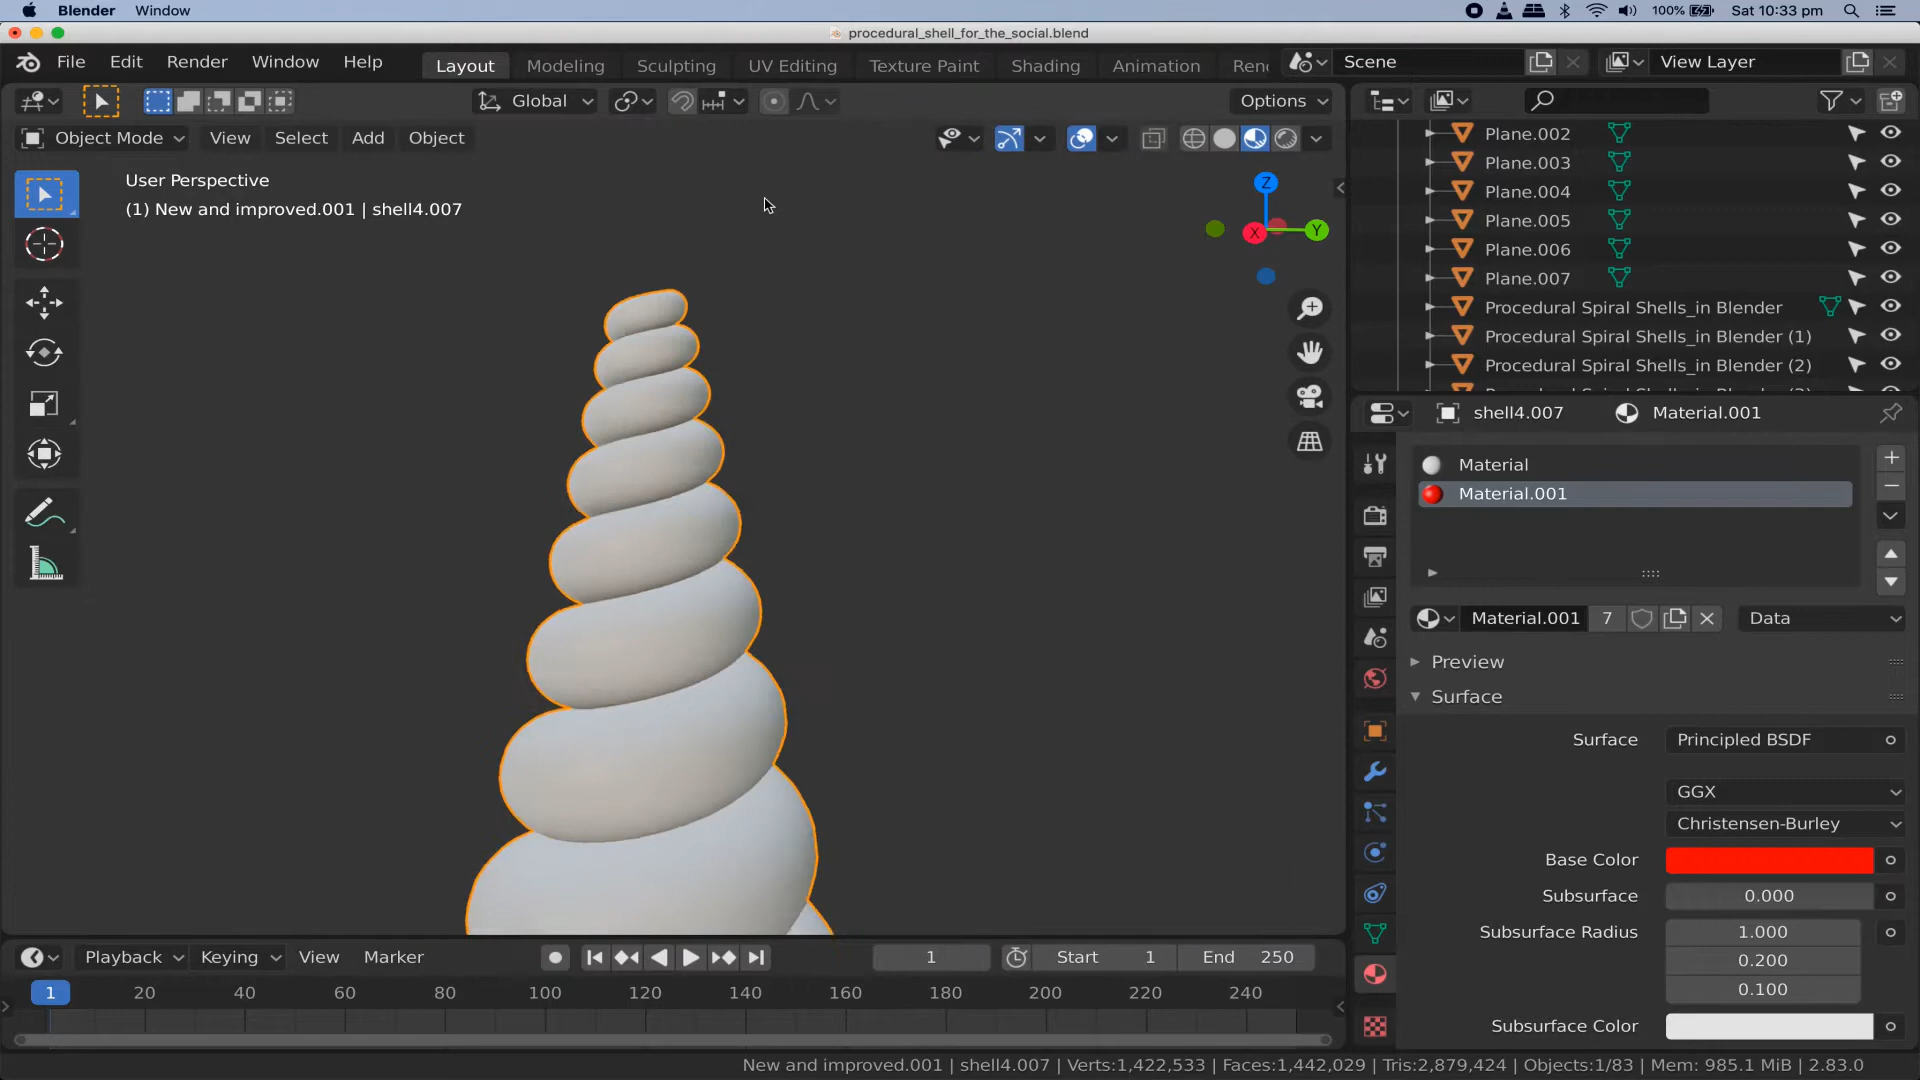 Blender Window 100% Sat 10:33 pm
procedural_shell_for_the_social.blend
File Edit Render Window Help Layout Modeling Sculpting UV Editing Texture Paint Shading Animation Ren Scene View Layer
Global Options
Object Mode View Select Add Object
User Perspective
(1) New and improved.001 | shell4.007
Z
X
Y
Plane.002
Plane.003
Plane.004
Plane.005
Plane.006
Plane.007
Procedural Spiral Shells_in Blender
Procedural Spiral Shells_in Blender (1)
Procedural Spiral Shells_in Blender (2)
shell4.007 Material.001
Material
Material.001
Material.001 7 Data
Preview
Surface
Surface Principled BSDF
GGX
Christensen-Burley
Base Color
Subsurface 0.000
Subsurface Radius 1.000
0.200
0.100
Subsurface Color
Playback Keying View Marker 1 Start 1 End 250
1 20 40 60 80 100 120 140 160 180 200 220 240
New and improved.001 | shell4.007 | Verts:1,422,533 | Faces:1,442,029 | Tris:2,879,424 | Objects:1/83 | Mem: 985.1 MiB | 2.83.0